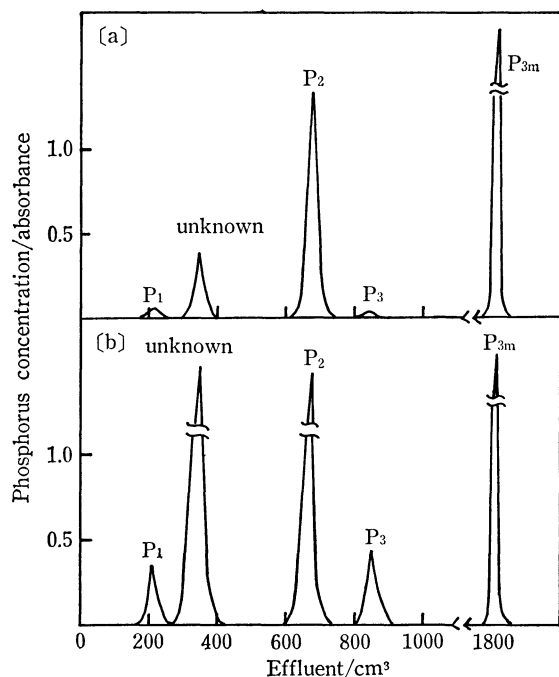 (a)
P₃ₘ
P₂
1.0
unknown
0.5
P₁
P₃
(b)
unknown
P₂
P₃ₘ
1.0
0.5
P₁
P₃
Phosphorus concentration/absorbance
0 200 400 600 800 1000 1800
Effluent/cm³